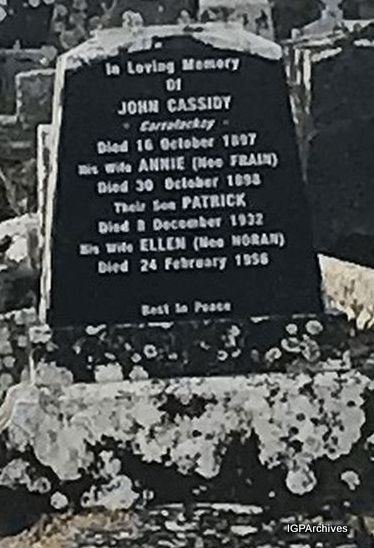 In Loving Memory
Of
JOHN CASSIDY
Died 16 October 1897
His Wife ANNIE (Nee FRAIN)
Died 30 October 1898
Their Son PATRICK
Died 8 December 1932
His Wife ELLEN (Nee HORAN)
Died 24 February 1956
Rest In Peace
IGPArchives